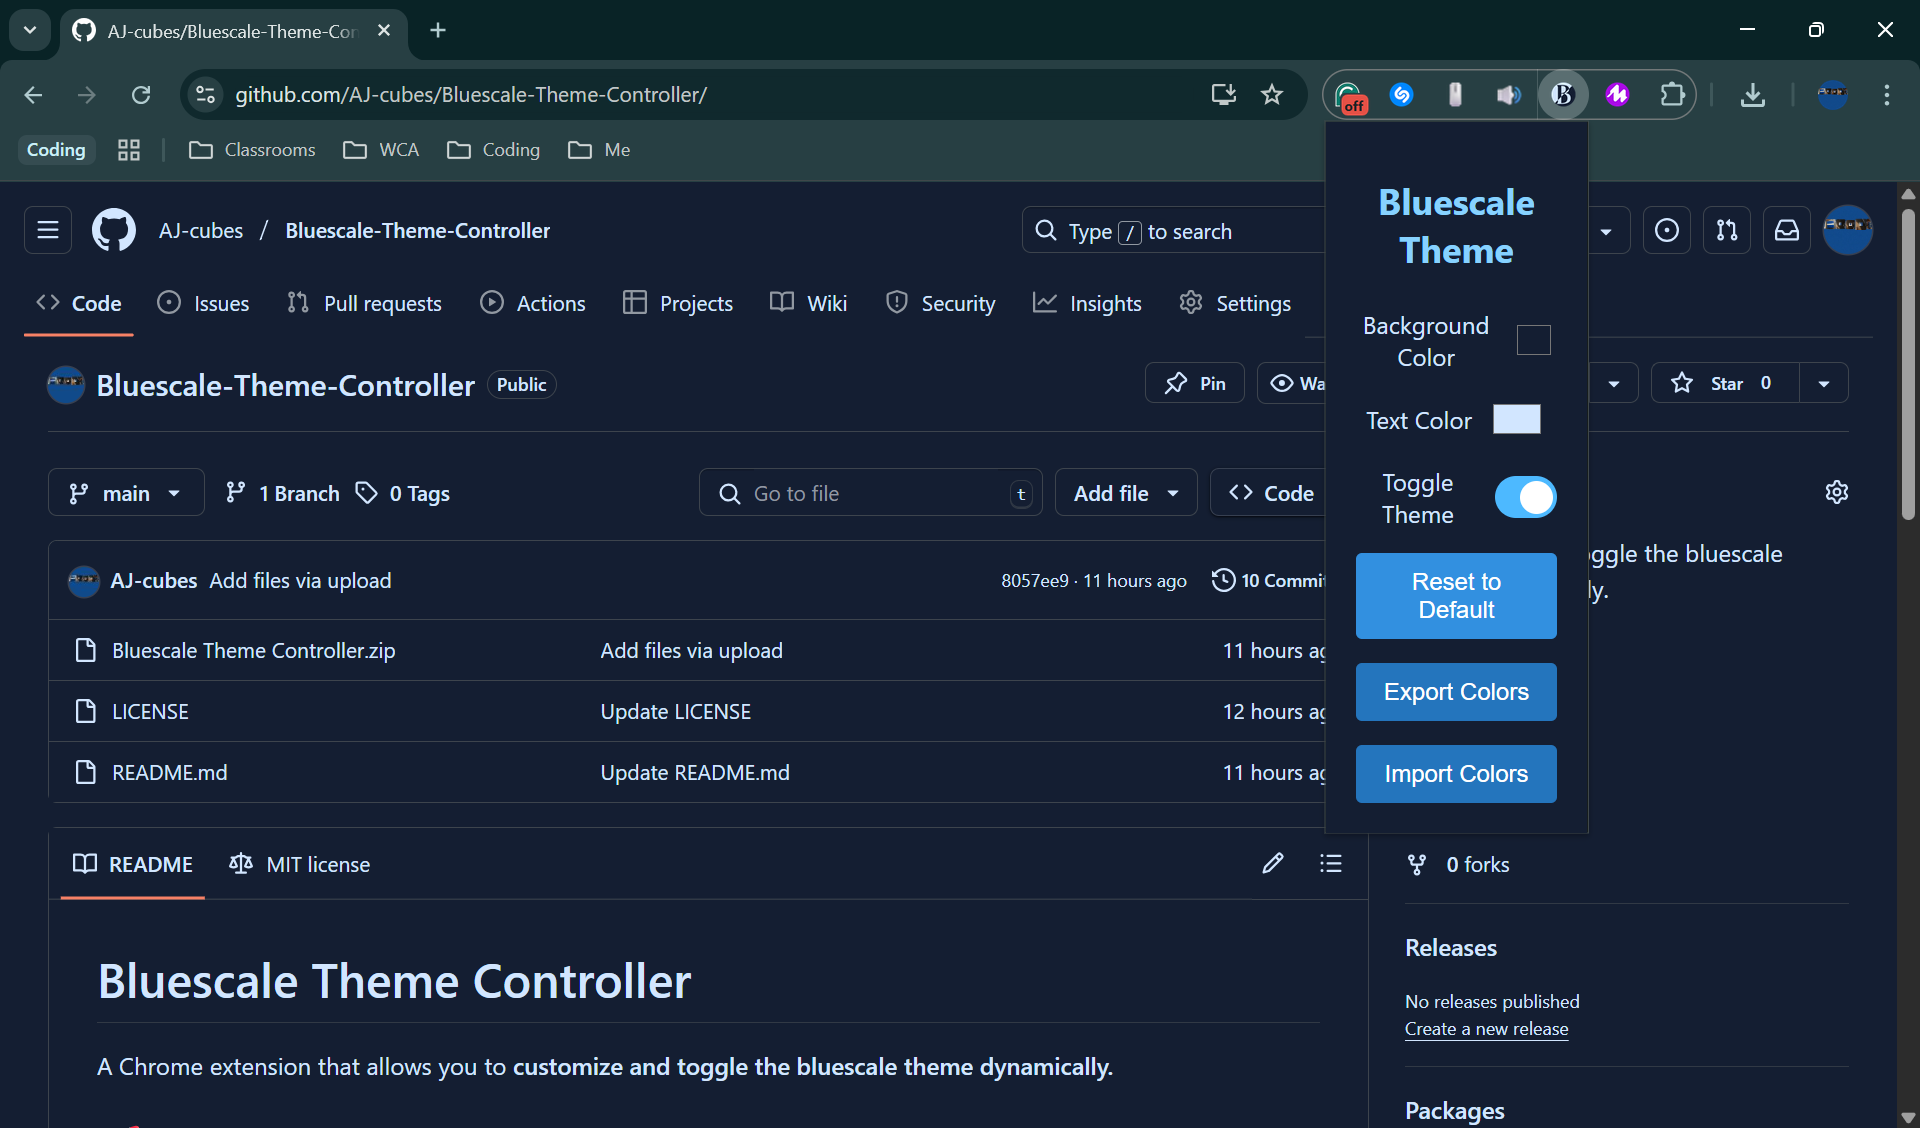 AJ-cubes/Bluescale-Theme-Con
github.com/AJ-cubes/Bluescale-Theme-Controller/
off
B
Coding
Classrooms
WCA
Coding
Me
AJ-cubes / Bluescale-Theme-Controller
Type / to search
Code
Issues
Pull requests
Actions
Projects
Wiki
Security
Insights
Settings
Bluescale-Theme-Controller Public
Pin
Wa
Star 0
main
1 Branch
0 Tags
Go to file t
Add file
Code
AJ-cubes Add files via upload
8057ee9 · 11 hours ago
10 Commit
Bluescale Theme Controller.zip
Add files via upload
11 hours ag
LICENSE
Update LICENSE
12 hours ag
README.md
Update README.md
11 hours ag
README
MIT license
Bluescale Theme Controller
A Chrome extension that allows you to customize and toggle the bluescale theme dynamically.
Bluescale
Theme
Background
Color
Text Color
Toggle
Theme
Reset to
Default
Export Colors
Import Colors
ggle the bluescale
ly.
0 forks
Releases
No releases published
Create a new release
Packages